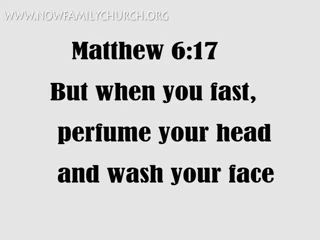 WWW.NOWFAMILYCHURCH.ORG
Matthew 6:17
But when you fast,
perfume your head
and wash your face